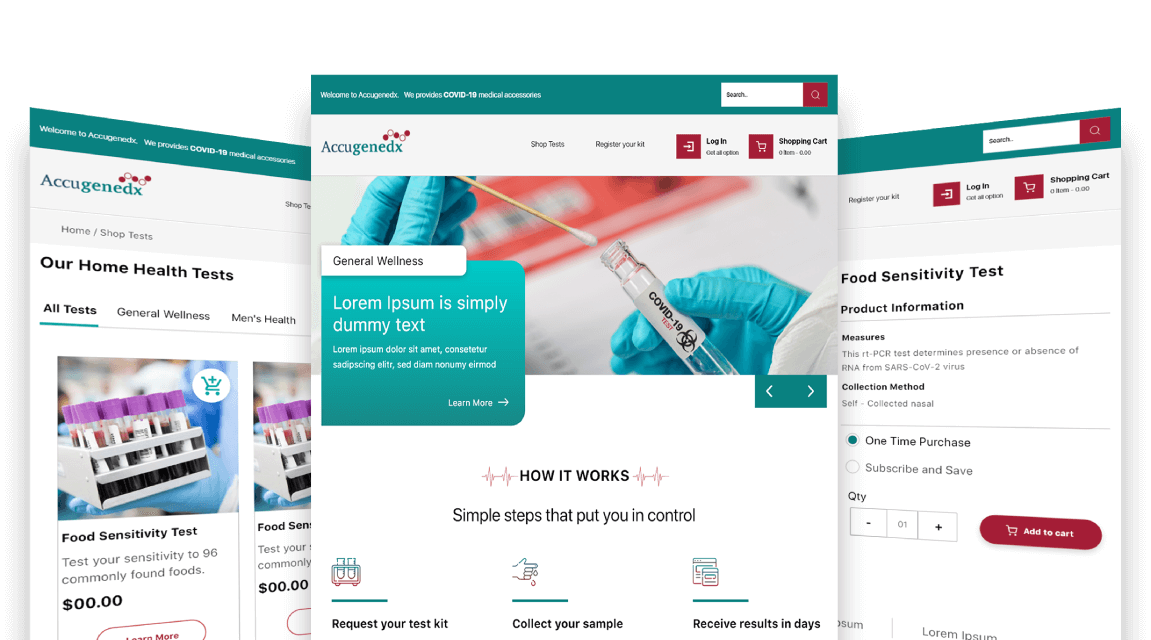 Welcome to Accugenedx. We provides COVID-19 medical accessories
Accugenedx
Shop
Home / Shop Tests
Our Home Health Tests
All Tests
General Wellness
Men's Health
Food Sensitivity Test
Test your sensitivity to 96
commonly found foods.
$00.00
Learn More
Food
Test your
commonly
$00.00
Welcome to Accugenedx. We provides COVID-19 medical accessories
Search..
Accugenedx
Shop Tests
Register your kit
Log In
Get all option
Shopping Cart
0 Item - 0.00
COVID-19
TEST
General Wellness
Lorem Ipsum is simply
dummy text
Lorem ipsum dolor sit amet, consetetur
sadipscing elitr, sed diam nonumy eirmod
Learn More
HOW IT WORKS
Simple steps that put you in control
Request your test kit
Collect your sample
Receive results in days
Search..
Register your kit
Log In
Get all option
Shopping Cart
0 Item - 0.00
Food Sensitivity Test
Product Information
Measures
This rt-PCR test determines presence or absence of
RNA from SARS-CoV-2 virus
Collection Method
Self - Collected nasal
One Time Purchase
Subscribe and Save
Qty
- 01 +
Add to cart
Lorem Ipsum